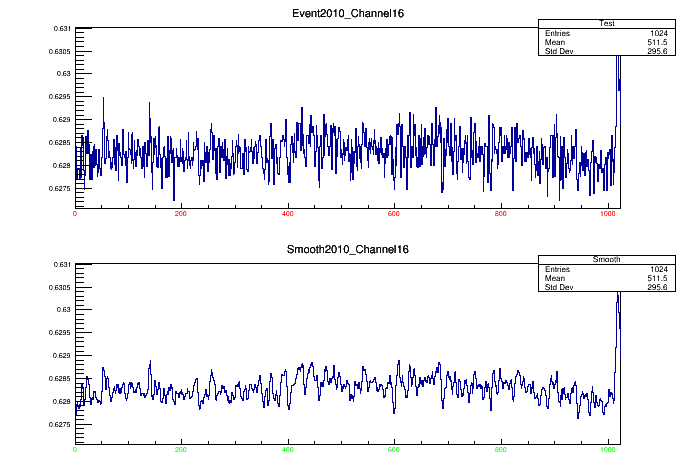 Event2010_Channel16
Test
Entries 1024
Mean 511.5
Std Dev 295.6
0.631
0.6305
0.63
0.6295
0.629
0.6285
0.628
0.6275
0 200 400 600 800 1000
Smooth2010_Channel16
Smooth
Entries 1024
Mean 511.5
Std Dev 295.6
0.631
0.6305
0.63
0.6295
0.629
0.6285
0.628
0.6275
0 200 400 600 800 1000